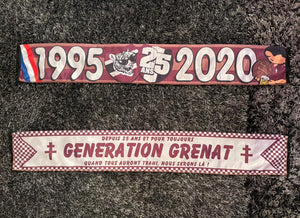 1995 25 2020
ANS
DEPUIS 25 ANS ET POUR TOUJOURS
GENERATION GRENAT
QUAND TOUS AURONT TRAHI, NOUS SERONS LÀ !